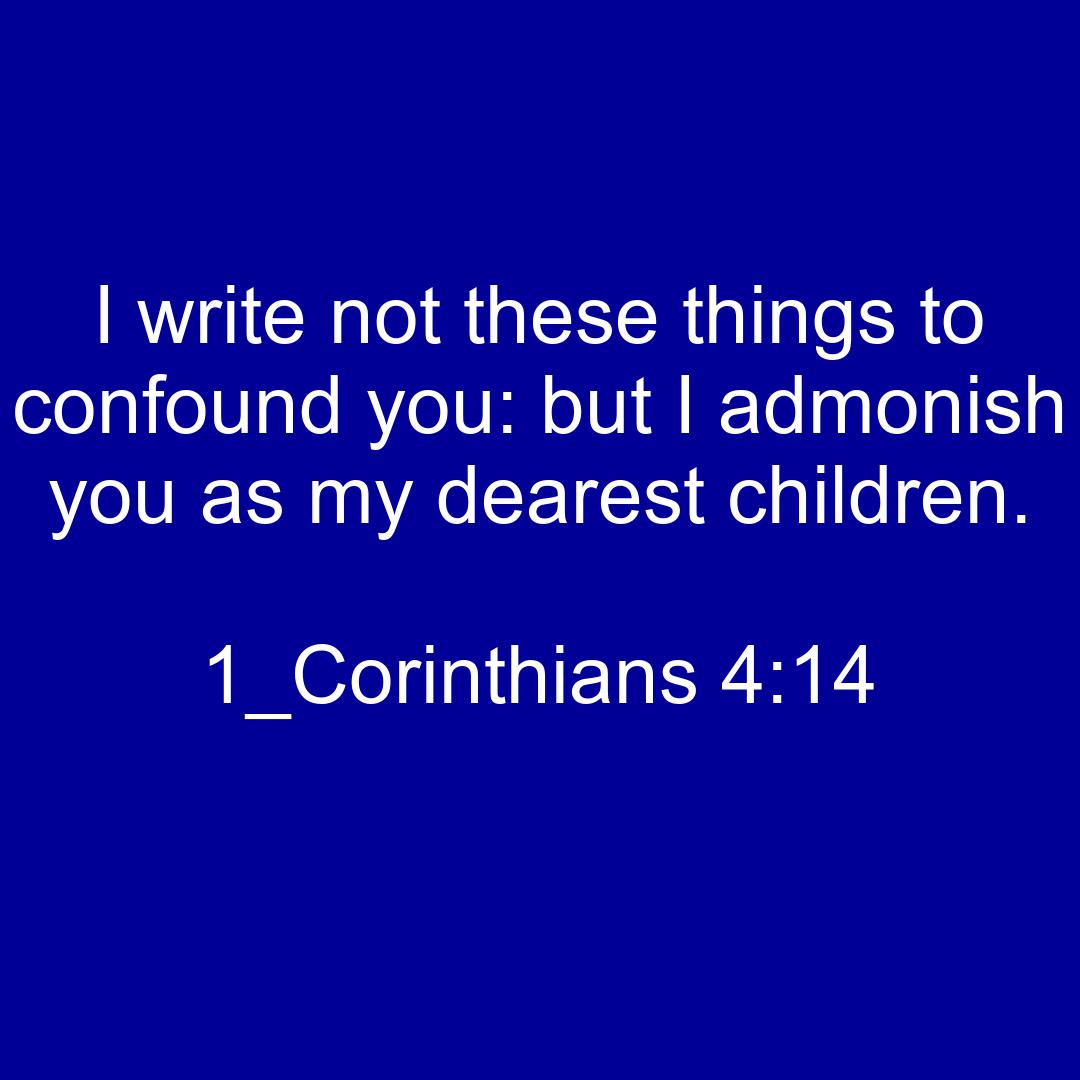 I write not these things to
confound you: but I admonish
you as my dearest children.
1_Corinthians 4:14